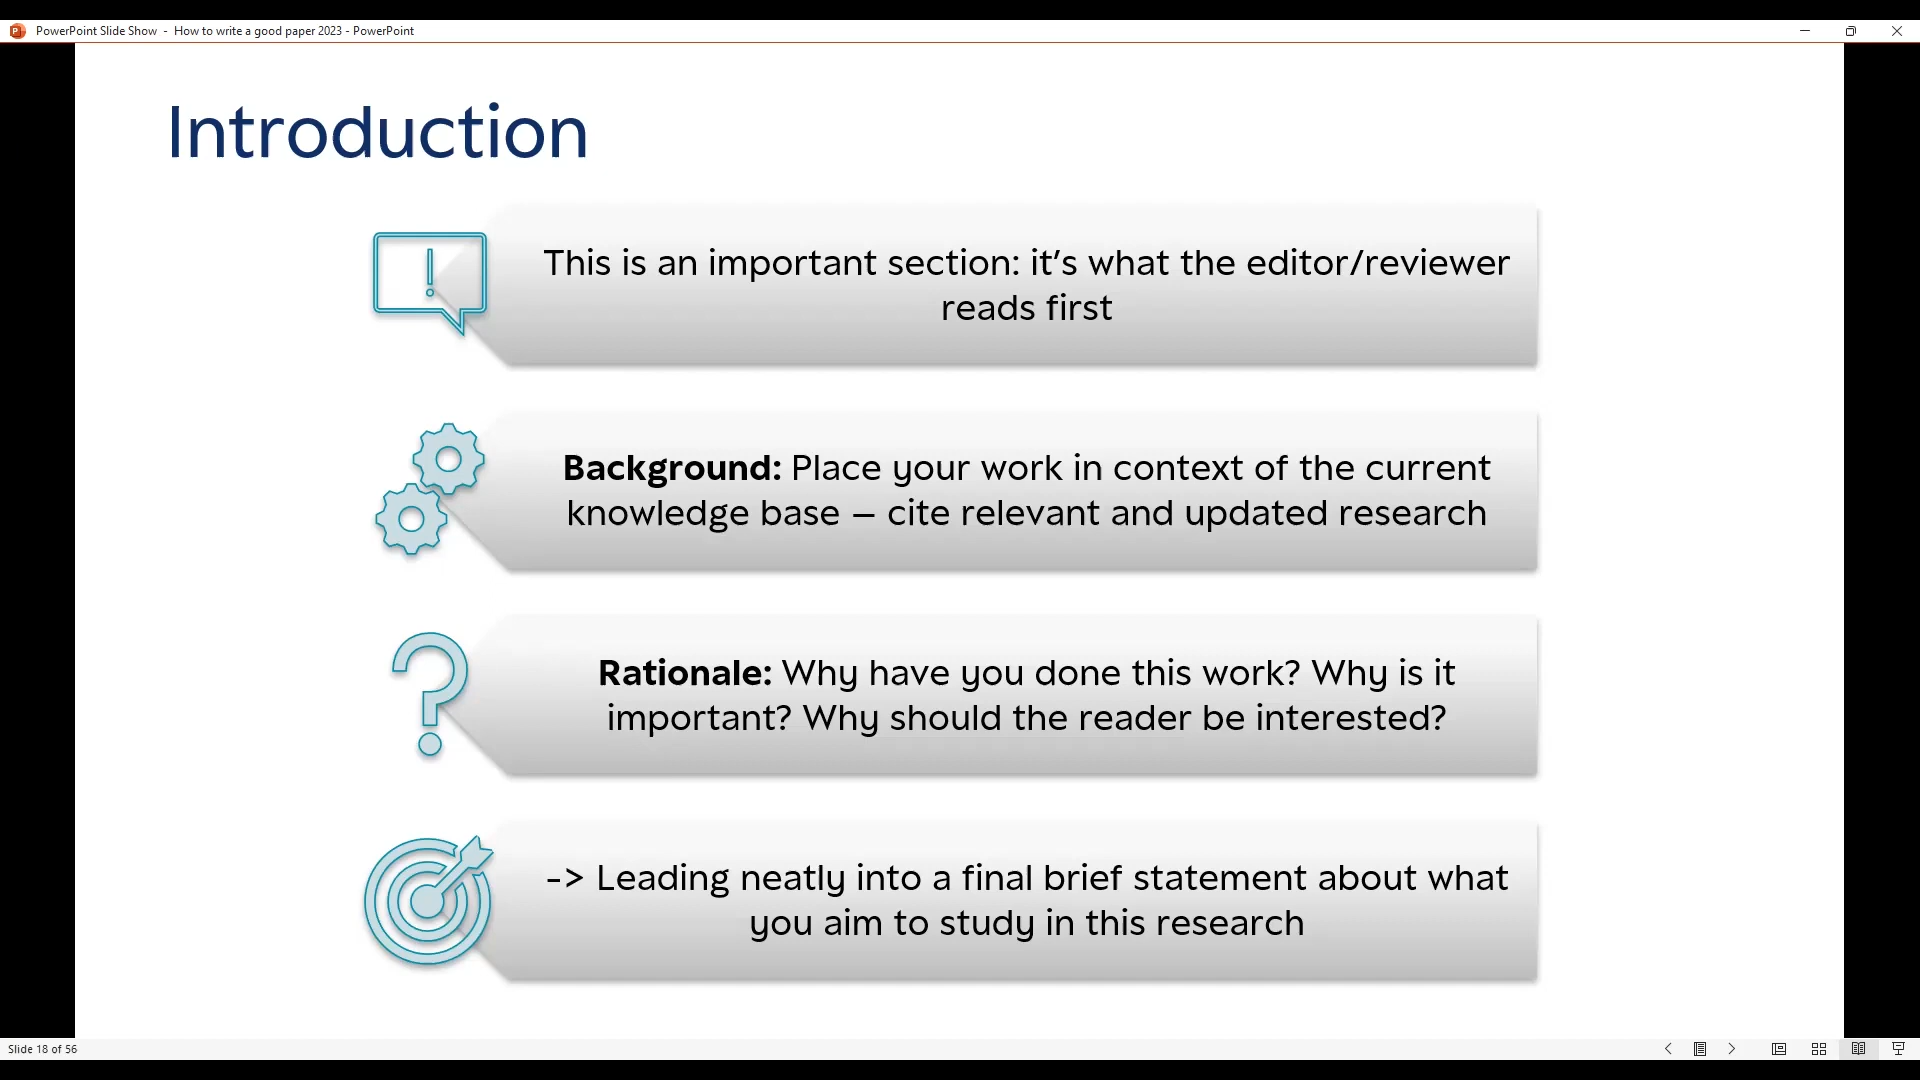 PowerPoint Slide Show - How to write a good paper 2023 - PowerPoint
Introduction
This is an important section: it’s what the editor/reviewer
reads first
Background: Place your work in context of the current
knowledge base – cite relevant and updated research
Rationale: Why have you done this work? Why is it
important? Why should the reader be interested?
-> Leading neatly into a final brief statement about what
you aim to study in this research
Slide 18 of 56